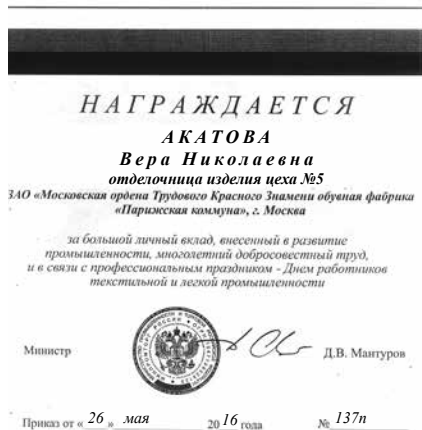 НАГРАЖДАЕТСЯ
АКАТОВА
Вера Николаевна
отделочница изделия цеха №5
ЗАО «Московская ордена Трудового Красного Знамени обувная фабрика
«Парижская коммуна», г. Москва
за большой личный вклад, внесенный в развитие
промышленности, многолетний добросовестный труд,
и в связи с профессиональным праздником - Днем работников
текстильной и легкой промышленности
Министр Д.В. Мантуров
Приказ от « 26 » мая 20 16 года № 137п